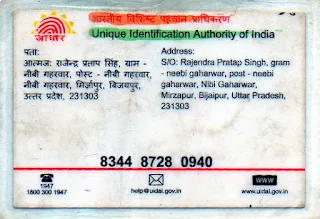 भारतीय विशिष्ट पहचान प्राधिकरण
आधार
Unique Identification Authority of India
पता:
आत्मज: राजेन्द्र प्रताप सिंह, ग्राम -
नीबी गहरवार, पोस्ट - नीबी गहरवार,
नीबी गहरवार, मिर्ज़ापुर, बिजयपुर,
उत्तर प्रदेश, 231303
Address:
S/O: Rajendra Pratap Singh, gram
- neebi gaharwar, post - neebi
gaharwar, Nibi Gaharwar,
Mirzapur, Bijaipur, Uttar Pradesh,
231303
8344 8728 0940
1947
1800 300 1947
help@uidai.gov.in
www
www.uidai.gov.in